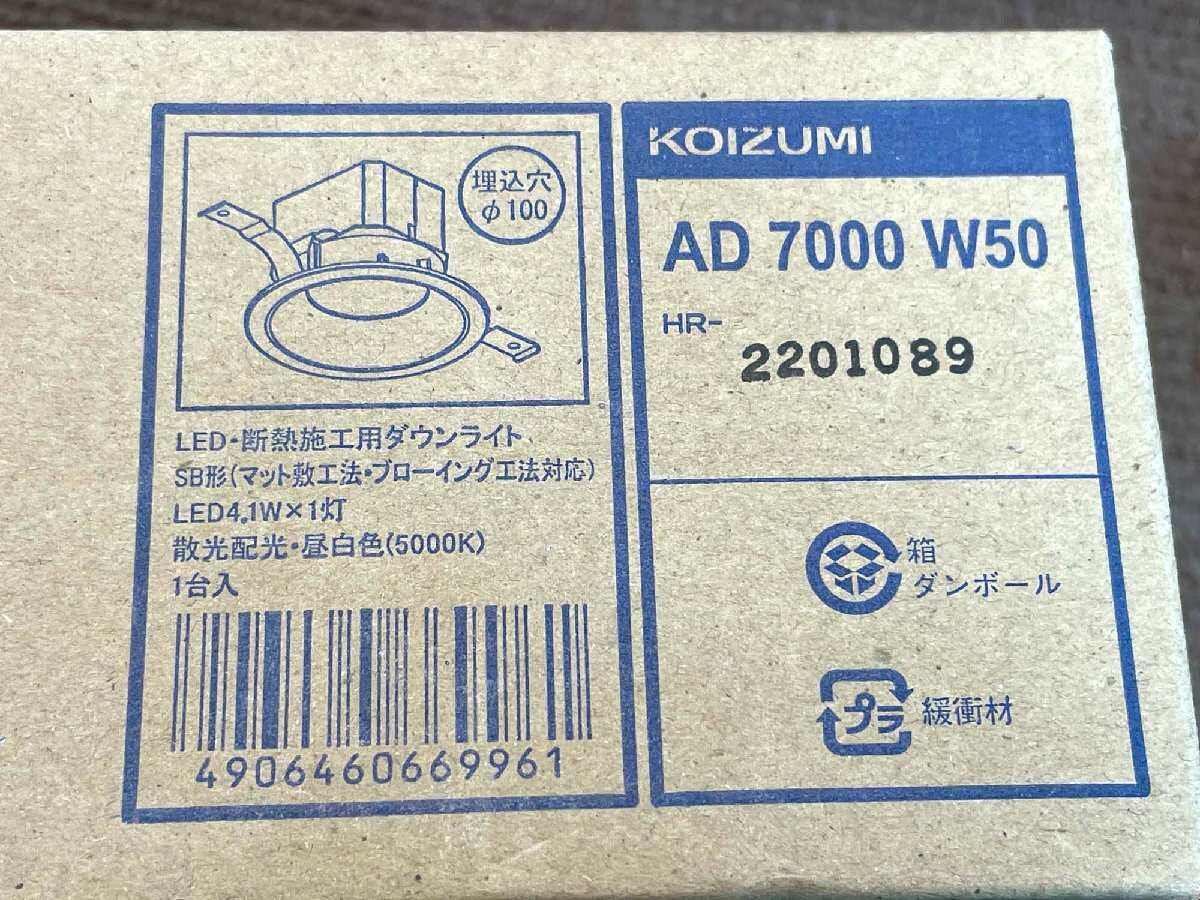 埋込穴
φ100
LED・断熱施工用ダウンライト
SB形(マット敷工法・ブローイング工法対応)
LED4.1W×1灯
散光配光・昼白色(5000K)
1台入
4906460669961
KOIZUMI
AD 7000 W50
HR-
2201089
箱
ダンボール
プラ
緩衝材